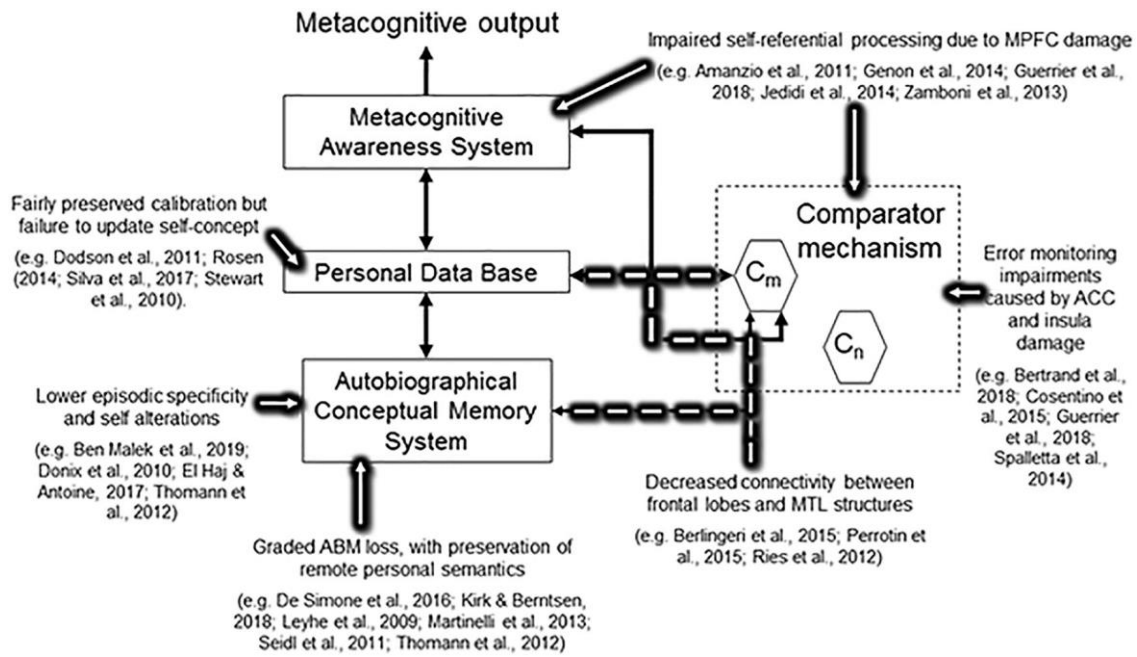 Metacognitive output
Impaired self-referential processing due to MPFC damage
(e.g. Amanzio et al., 2011; Genon et al., 2014; Guerrier et al.,
2018; Jedidi et al., 2014; Zamboni et al., 2013)
Metacognitive
Awareness System
Fairly preserved calibration but
failure to update self-concept
(e.g. Dodson et al., 2011; Rosen
(2014; Silva et al., 2017; Stewart
et al., 2010).
Personal Data Base
Comparator
mechanism
Cm
Cn
Error monitoring
impairments
caused by ACC
and insula
damage
(e.g. Bertrand et al.,
2018; Cosentino et
al., 2015; Guerrier
et al., 2018;
Spalletta et al.,
2014)
Lower episodic specificity
and self alterations
(e.g. Ben Malek et al., 2019;
Donix et al., 2010; El Haj &
Antoine, 2017; Thomann et
al., 2012)
Autobiographical
Conceptual Memory
System
Decreased connectivity between
frontal lobes and MTL structures
(e.g. Berlingeri et al., 2015; Perrotin et
al., 2015; Ries et al., 2012)
Graded ABM loss, with preservation of
remote personal semantics
(e.g. De Simone et al., 2016; Kirk & Berntsen,
2018; Leyhe et al., 2009; Martinelli et al., 2013;
Seidl et al., 2011; Thomann et al., 2012)